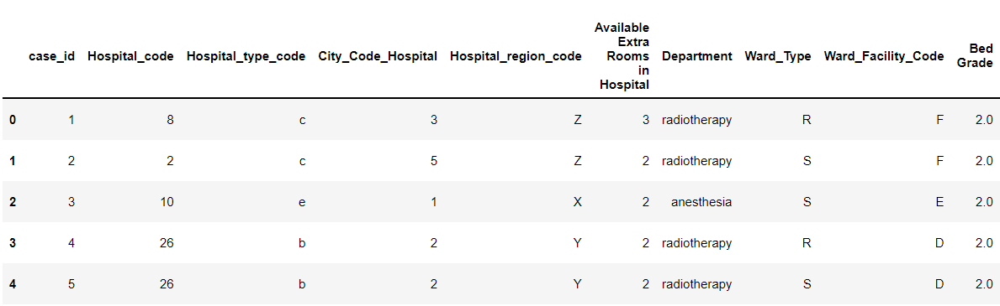 case_id Hospital_code Hospital_type_code City_Code_Hospital Hospital_region_code Available Extra Rooms in Hospital Department Ward_Type Ward_Facility_Code Bed Grade
0 1 8 c 3 Z 3 radiotherapy R F 2.0
1 2 2 c 5 Z 2 radiotherapy S F 2.0
2 3 10 e 1 X 2 anesthesia S E 2.0
3 4 26 b 2 Y 2 radiotherapy R D 2.0
4 5 26 b 2 Y 2 radiotherapy S D 2.0